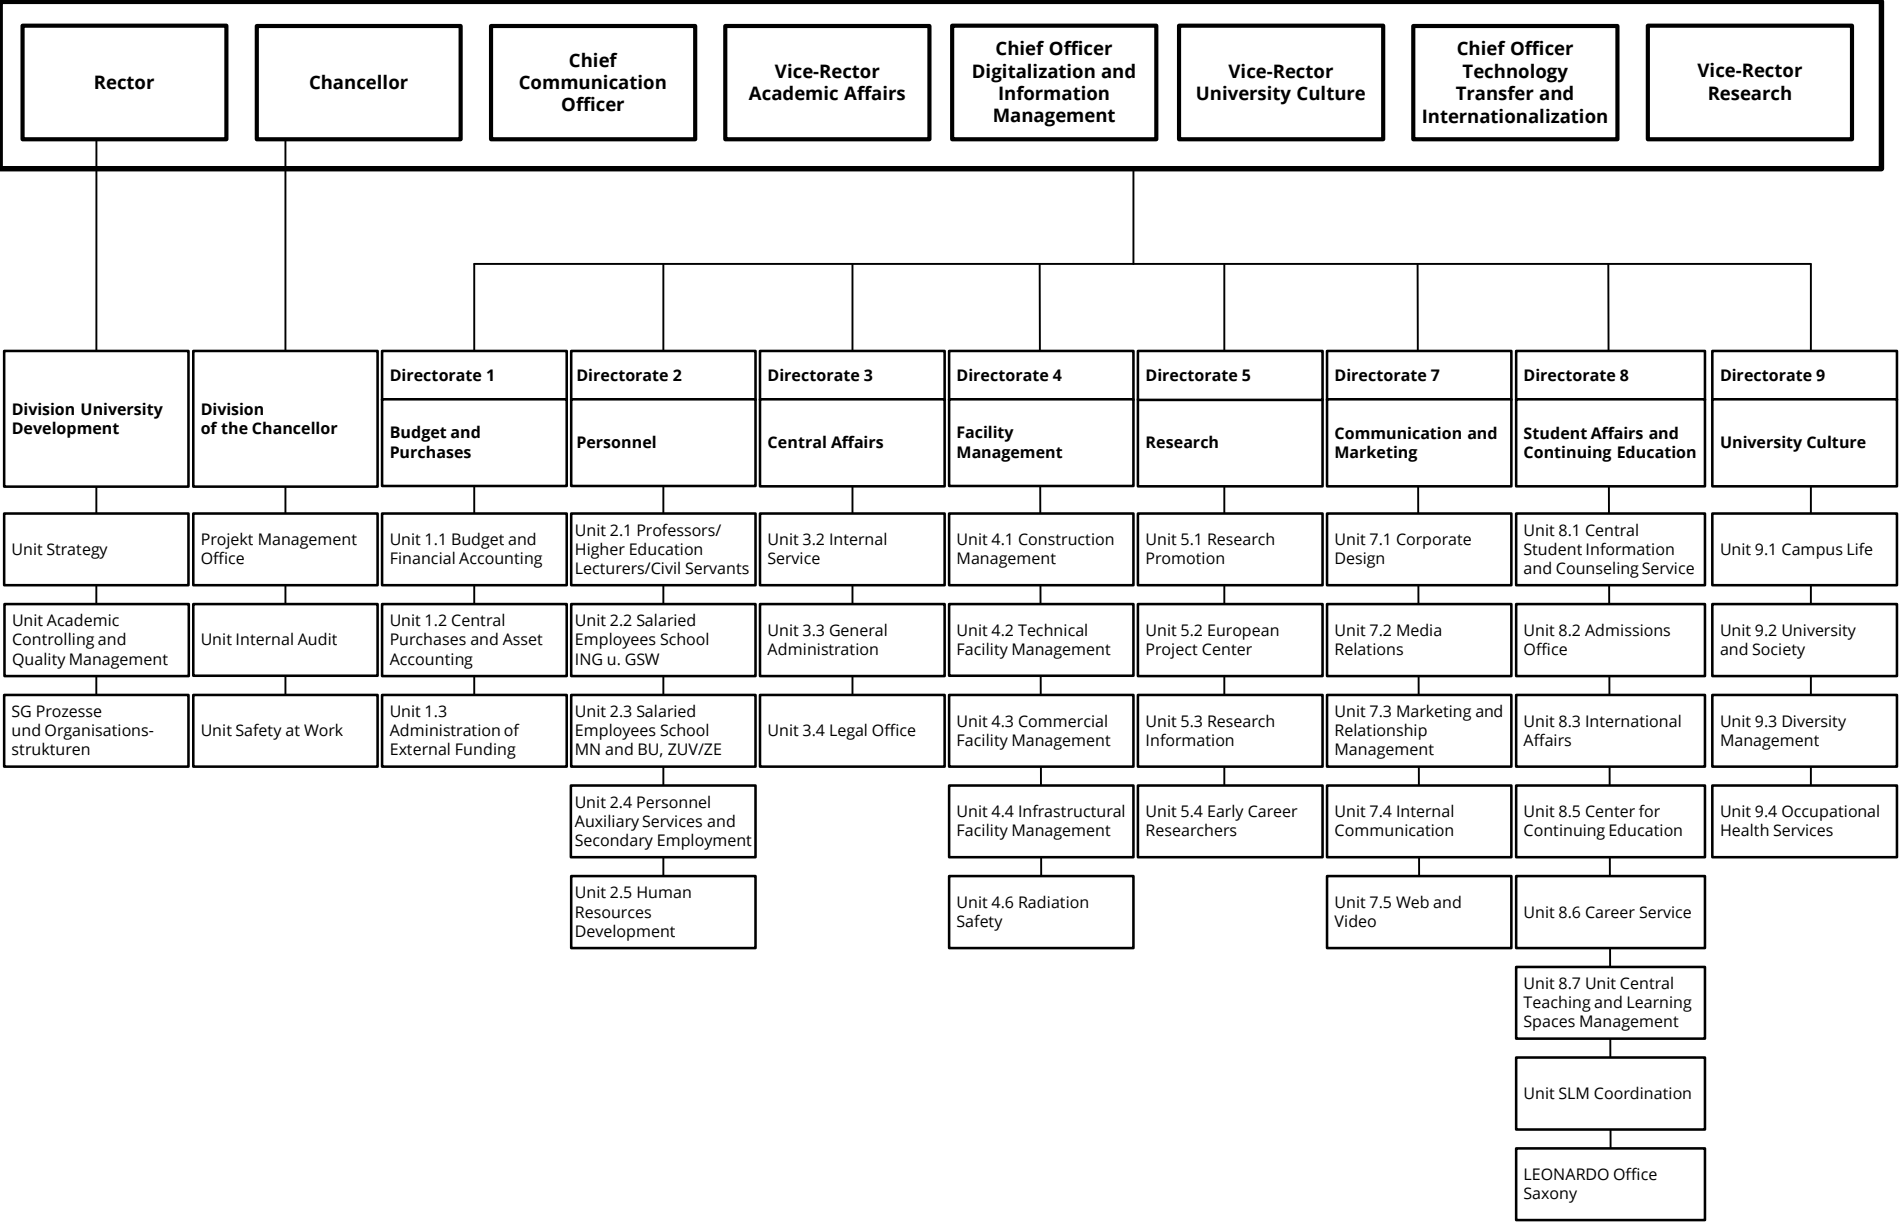 Rector
Chancellor
Chief
Communication
Officer
Vice-Rector
Academic Affairs
Chief Officer
Digitalization and
Information
Management
Vice-Rector
University Culture
Chief Officer
Technology
Transfer and
Internationalization
Vice-Rector
Research
Division University
Development
Unit Strategy
Unit Academic
Controlling and
Quality Management
SG Prozesse
und Organisations-
strukturen
Division
of the Chancellor
Projekt Management
Office
Unit Internal Audit
Unit Safety at Work
Directorate 1
Budget and
Purchases
Unit 1.1 Budget and
Financial Accounting
Unit 1.2 Central
Purchases and Asset
Accounting
Unit 1.3
Administration of
External Funding
Directorate 2
Personnel
Unit 2.1 Professors/
Higher Education
Lecturers/Civil Servants
Unit 2.2 Salaried
Employees School
ING u. GSW
Unit 2.3 Salaried
Employees School
MN and BU, ZUV/ZE
Unit 2.4 Personnel
Auxiliary Services and
Secondary Employment
Unit 2.5 Human
Resources
Development
Directorate 3
Central Affairs
Unit 3.2 Internal
Service
Unit 3.3 General
Administration
Unit 3.4 Legal Office
Directorate 4
Facility
Management
Unit 4.1 Construction
Management
Unit 4.2 Technical
Facility Management
Unit 4.3 Commercial
Facility Management
Unit 4.4 Infrastructural
Facility Management
Unit 4.6 Radiation
Safety
Directorate 5
Research
Unit 5.1 Research
Promotion
Unit 5.2 European
Project Center
Unit 5.3 Research
Information
Unit 5.4 Early Career
Researchers
Directorate 7
Communication and
Marketing
Unit 7.1 Corporate
Design
Unit 7.2 Media
Relations
Unit 7.3 Marketing and
Relationship
Management
Unit 7.4 Internal
Communication
Unit 7.5 Web and
Video
Directorate 8
Student Affairs and
Continuing Education
Unit 8.1 Central
Student Information
and Counseling Service
Unit 8.2 Admissions
Office
Unit 8.3 International
Affairs
Unit 8.5 Center for
Continuing Education
Unit 8.6 Career Service
Unit 8.7 Unit Central
Teaching and Learning
Spaces Management
Unit SLM Coordination
LEONARDO Office
Saxony
Directorate 9
University Culture
Unit 9.1 Campus Life
Unit 9.2 University
and Society
Unit 9.3 Diversity
Management
Unit 9.4 Occupational
Health Services